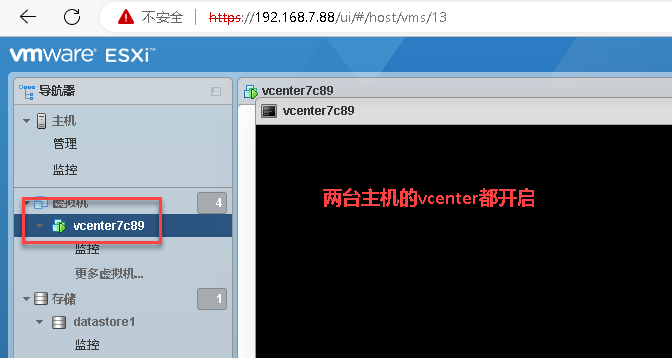 不安全 https://192.168.7.88/ui/#/host/vms/13
vmware ESXi™
导航器
vcenter7c89
vcenter7c89
主机
管理
监控
两台主机的vcenter都开启
虚拟机 4
vcenter7c89
监控
更多虚拟机...
存储 1
datastore1
监控